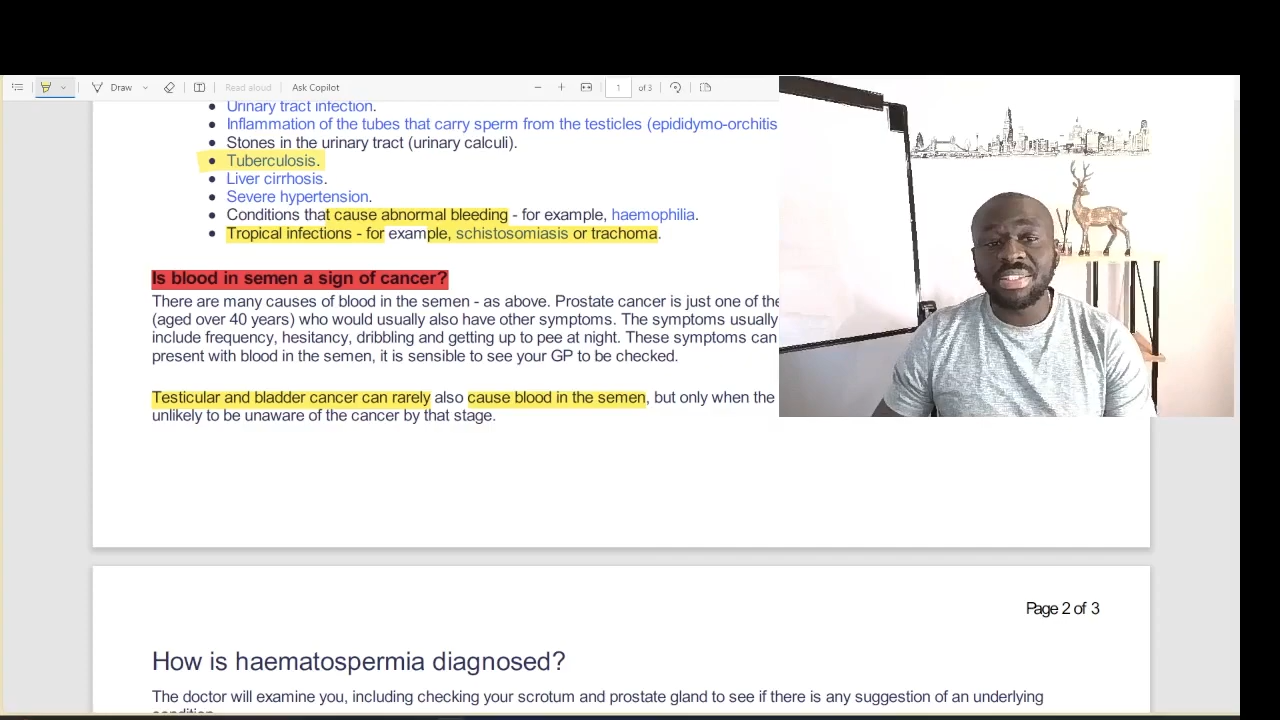 Draw
Read aloud
Ask Copilot
1
of 3
Urinary tract infection.
Inflammation of the tubes that carry sperm from the testicles (epididymo-orchitis
Stones in the urinary tract (urinary calculi).
Tuberculosis.
Liver cirrhosis.
Severe hypertension.
Conditions that cause abnormal bleeding - for example, haemophilia.
Tropical infections - for example, schistosomiasis or trachoma.
Is blood in semen a sign of cancer?
There are many causes of blood in the semen - as above. Prostate cancer is just one of the
(aged over 40 years) who would usually also have other symptoms. The symptoms usually
include frequency, hesitancy, dribbling and getting up to pee at night. These symptoms can
present with blood in the semen, it is sensible to see your GP to be checked.
Testicular and bladder cancer can rarely also cause blood in the semen, but only when the
unlikely to be unaware of the cancer by that stage.
Page 2 of 3
How is haematospermia diagnosed?
The doctor will examine you, including checking your scrotum and prostate gland to see if there is any suggestion of an underlying
condition.